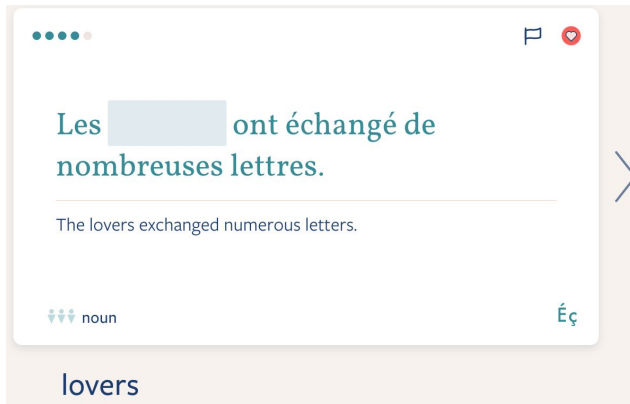 Les ont échangé de
nombreuses lettres.
The lovers exchanged numerous letters.
noun
Éç
lovers